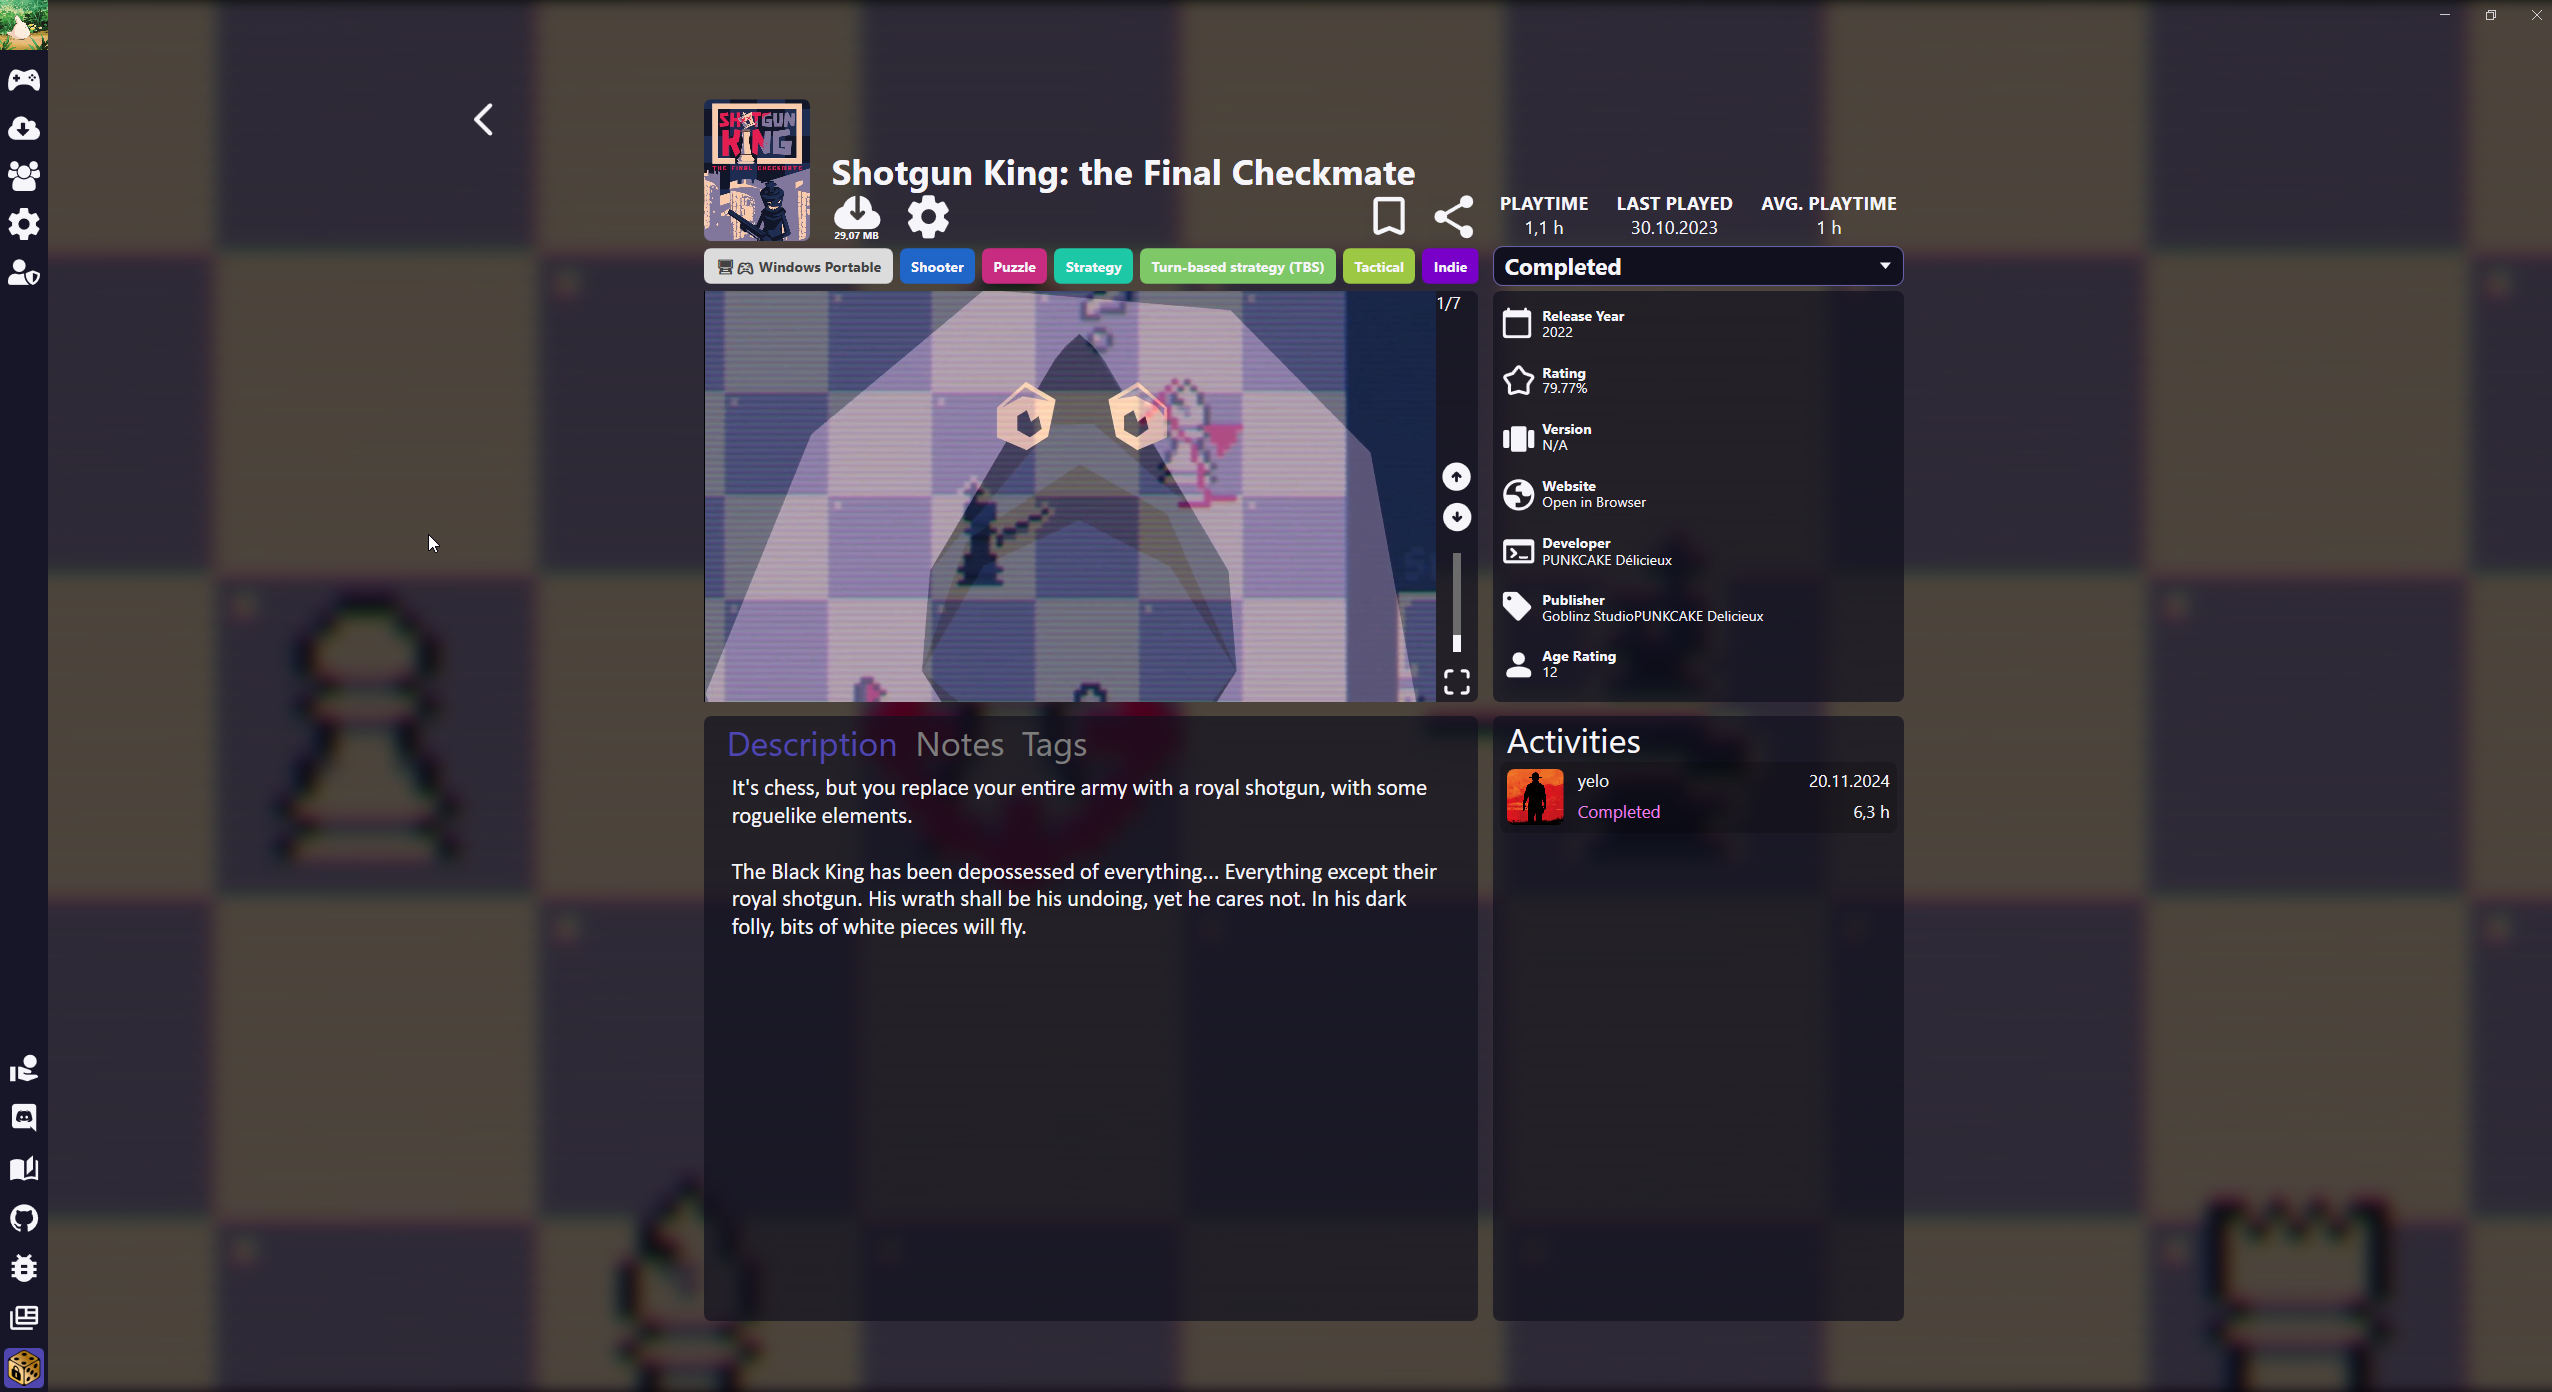 SHOTGUN
KING
THE FINAL CHECKMATE
Shotgun King: the Final Checkmate
29,07 MB
PLAYTIME
1,1 h
LAST PLAYED
30.10.2023
AVG. PLAYTIME
1 h
Windows Portable
Shooter
Puzzle
Strategy
Turn-based strategy (TBS)
Tactical
Indie
Completed
1/7
Release Year
2022
Rating
79.77%
Version
N/A
Website
Open in Browser
Developer
PUNKCAKE Délicieux
Publisher
Goblinz StudioPUNKCAKE Delicieux
Age Rating
12
Description Notes Tags
It's chess, but you replace your entire army with a royal shotgun, with some
roguelike elements.
The Black King has been depossessed of everything... Everything except their
royal shotgun. His wrath shall be his undoing, yet he cares not. In his dark
folly, bits of white pieces will fly.
Activities
yelo
20.11.2024
Completed
6,3 h